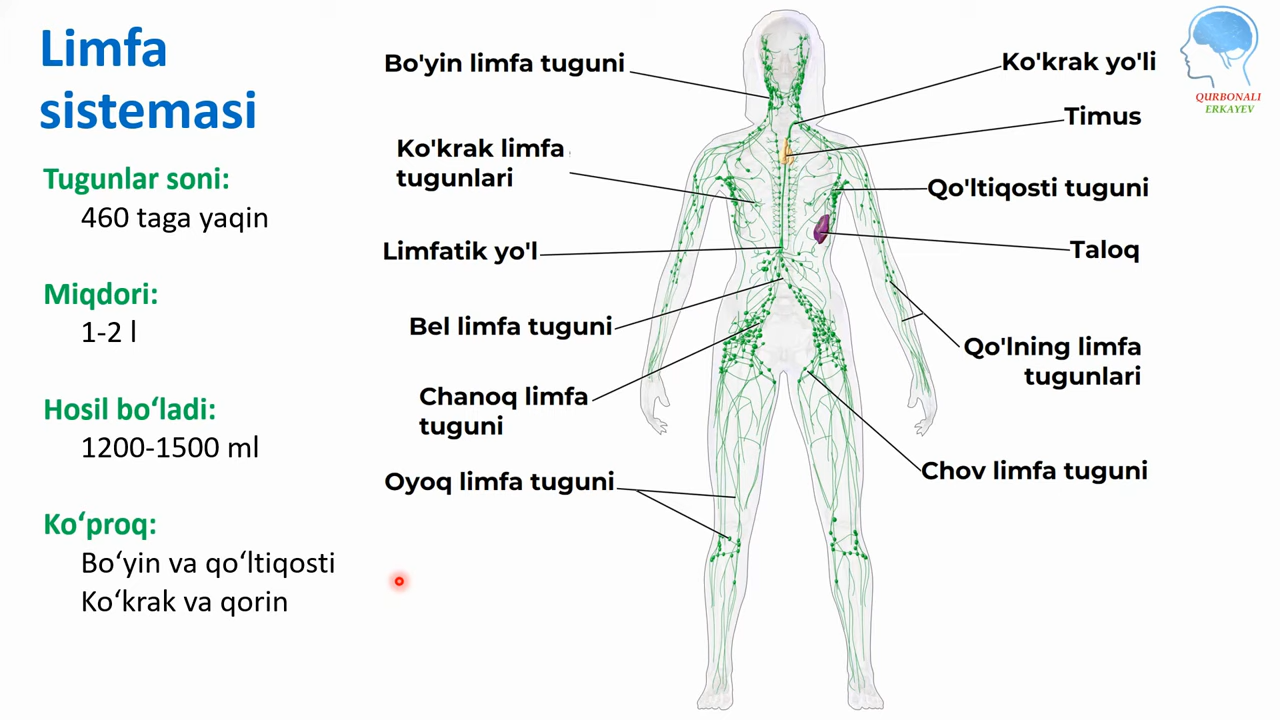 Limfa
sistemasi
Tugunlar soni:
460 taga yaqin
Miqdori:
1-2 l
Hosil bo‘ladi:
1200-1500 ml
Ko‘proq:
Bo‘yin va qo‘ltiqosti
Ko‘krak va qorin
Bo'yin limfa tuguni
Ko'krak limfa
tugunlari
Limfatik yo'l
Bel limfa tuguni
Chanoq limfa
tuguni
Oyoq limfa tuguni
Ko'krak yo'li
Timus
Qo'ltiqosti tuguni
Taloq
Qo'lning limfa
tugunlari
Chov limfa tuguni
QURBONALI
ERKAYEV